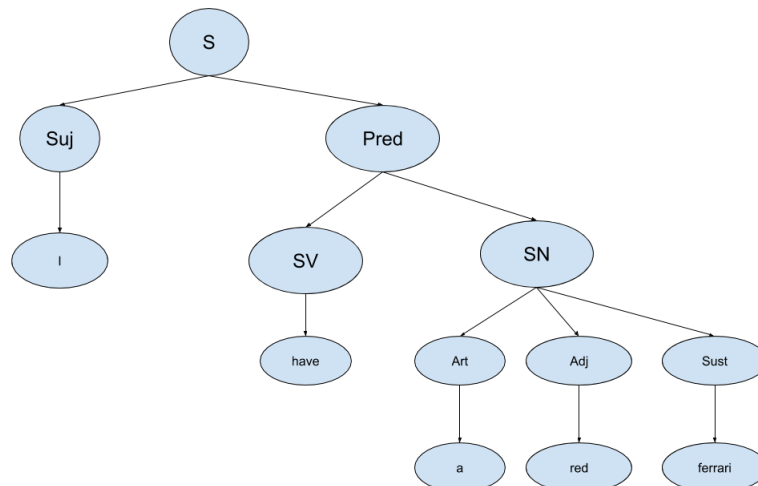 S
Suj
Pred
I
SV
SN
have
Art
Adj
Sust
a
red
ferrari